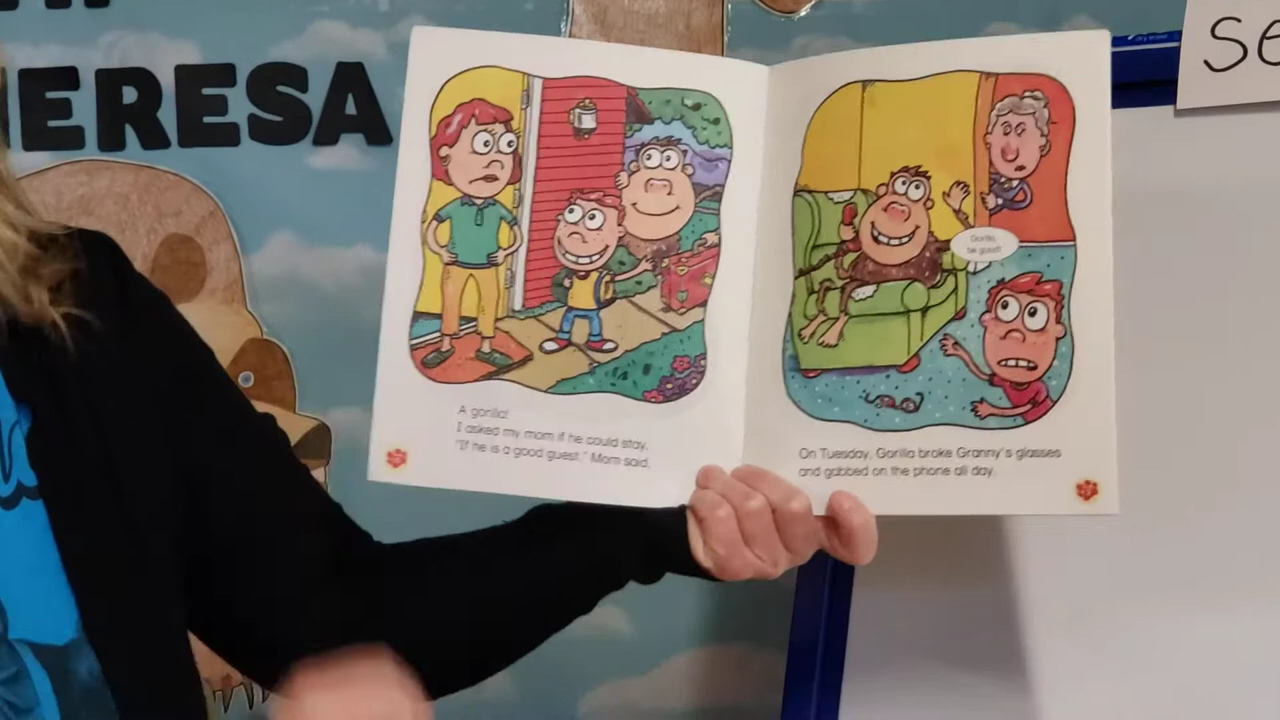 ERESA
se
A gorilla!
I asked my mom if he could stay.
"If he is a good guest," Mom said.
Gorilla,
be good!
On Tuesday, Gorilla broke Granny's glasses
and gabbed on the phone all day.